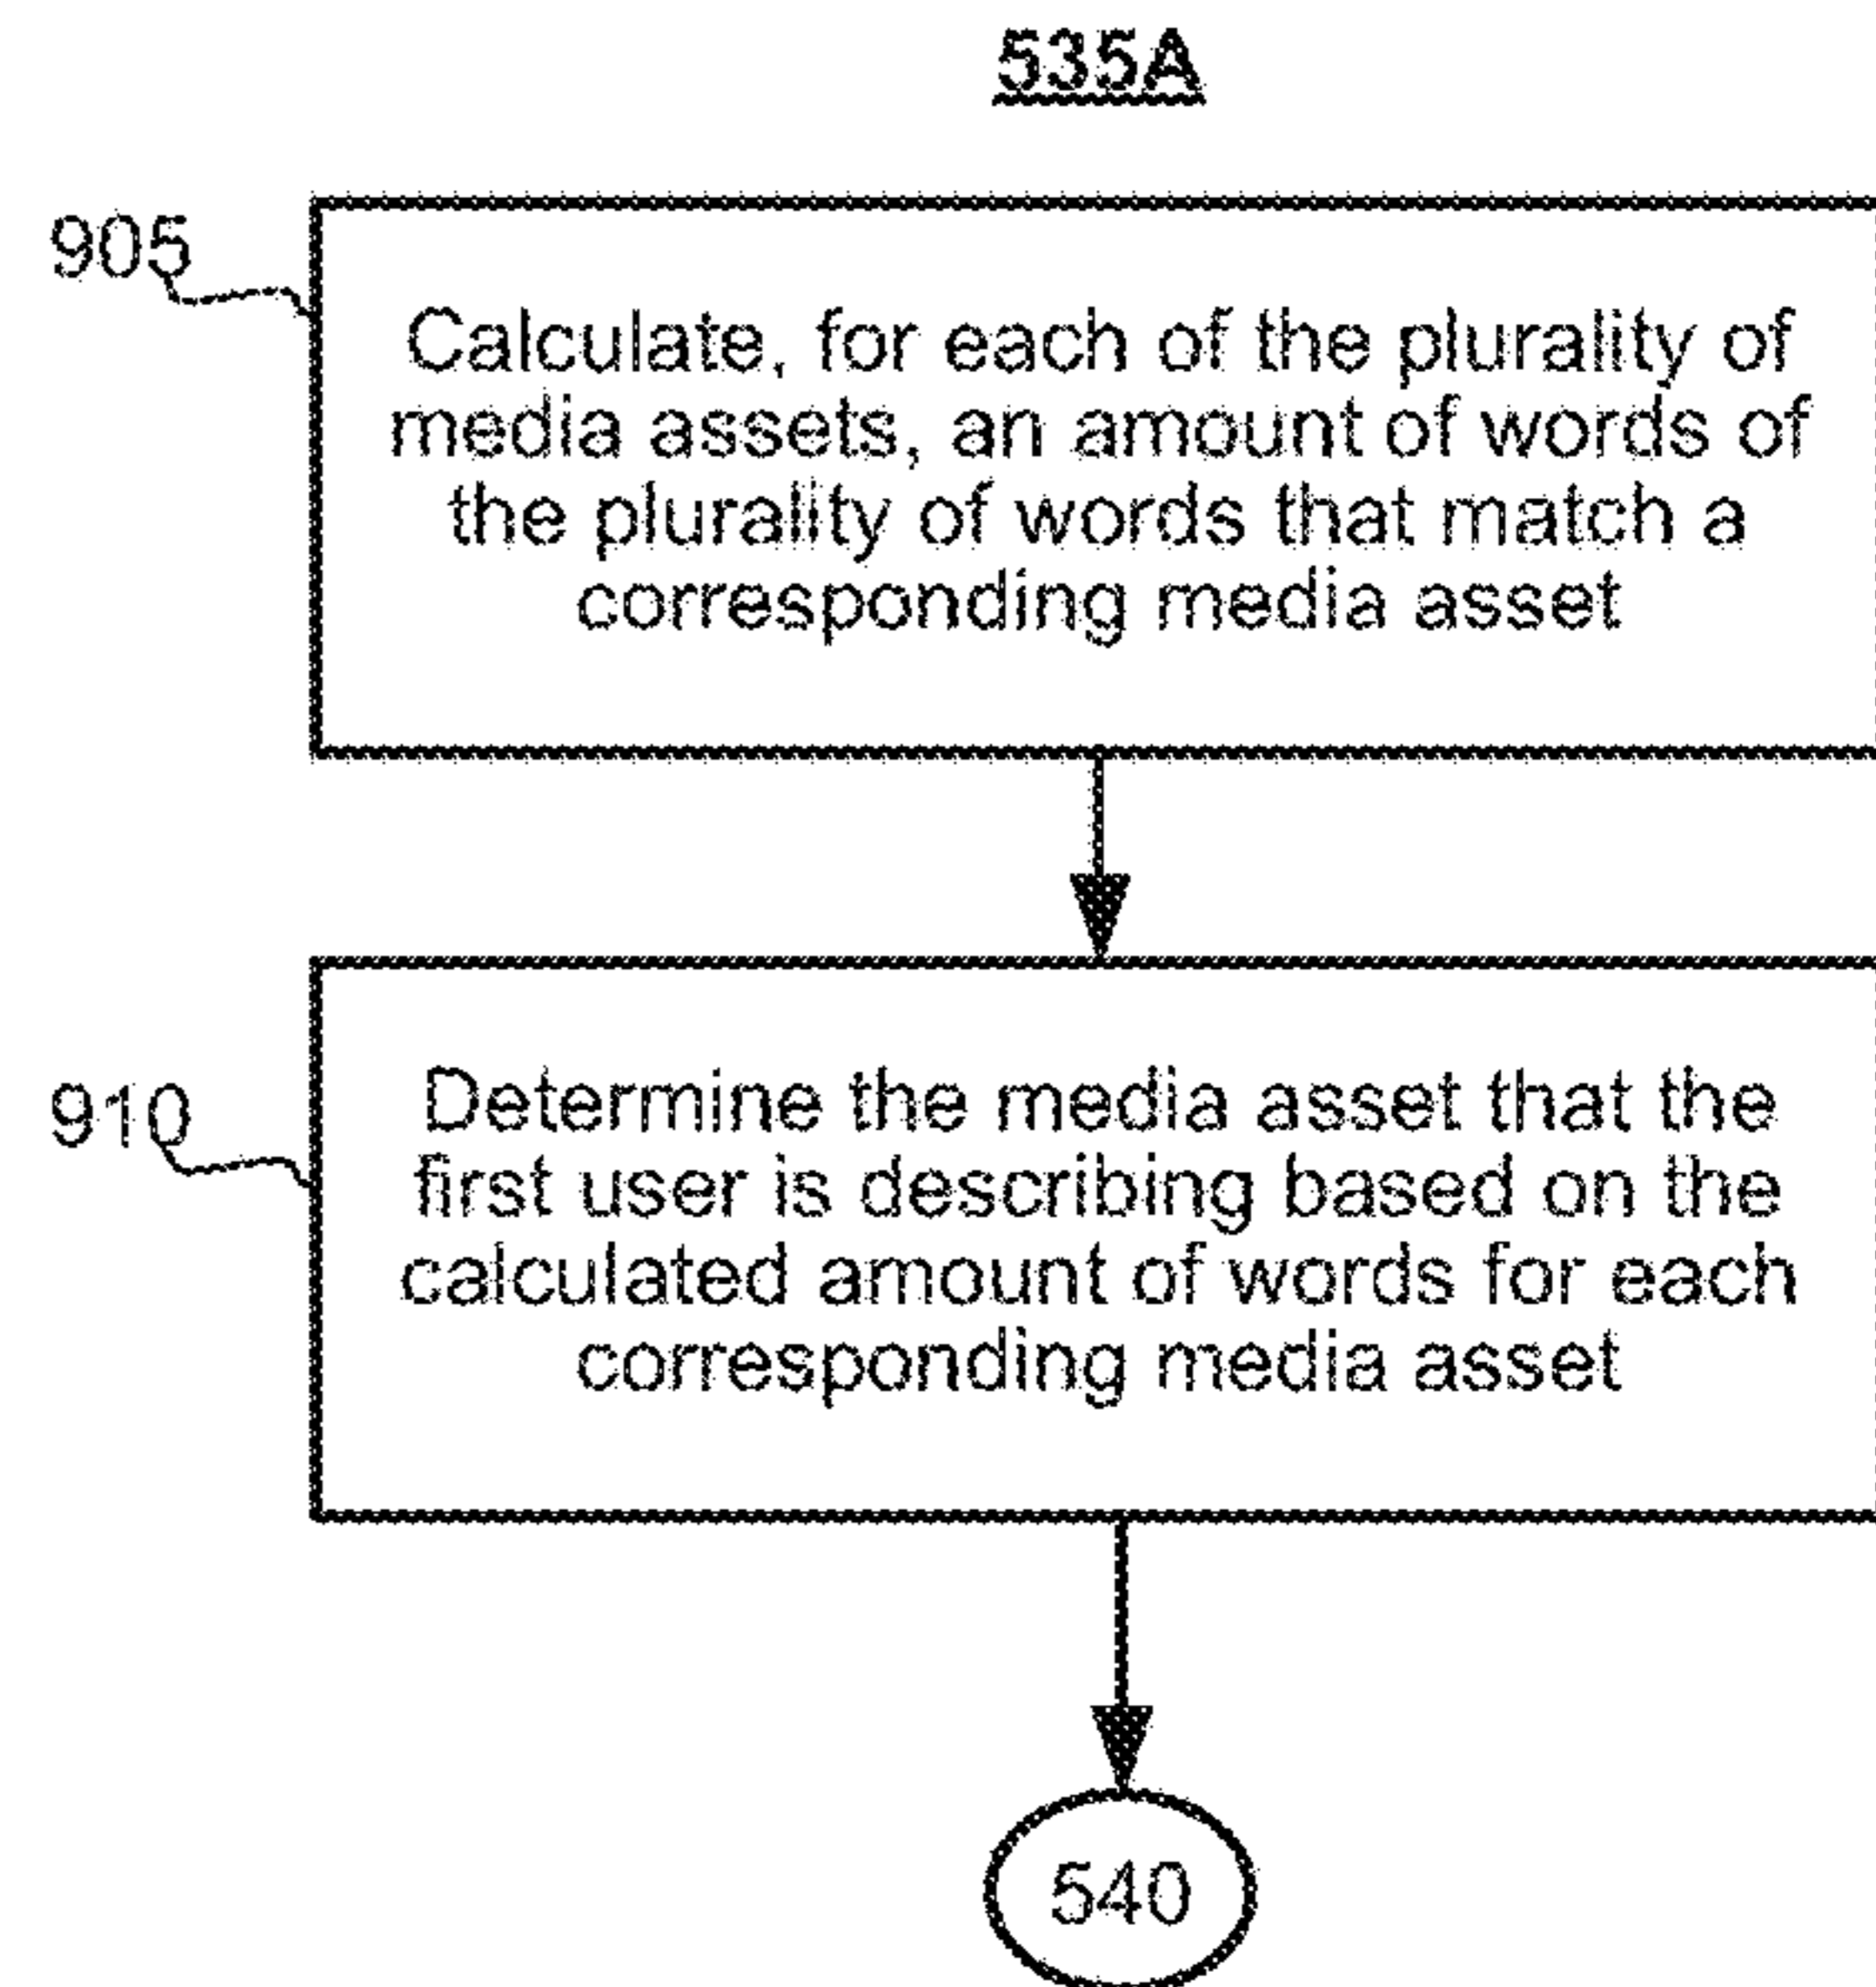 535A
905
Calculate, for each of the plurality of
media assets, an amount of words of
the plurality of words that match a
corresponding media asset
910
Determine the media asset that the
first user is describing based on the
calculated amount of words for each
corresponding media asset
540